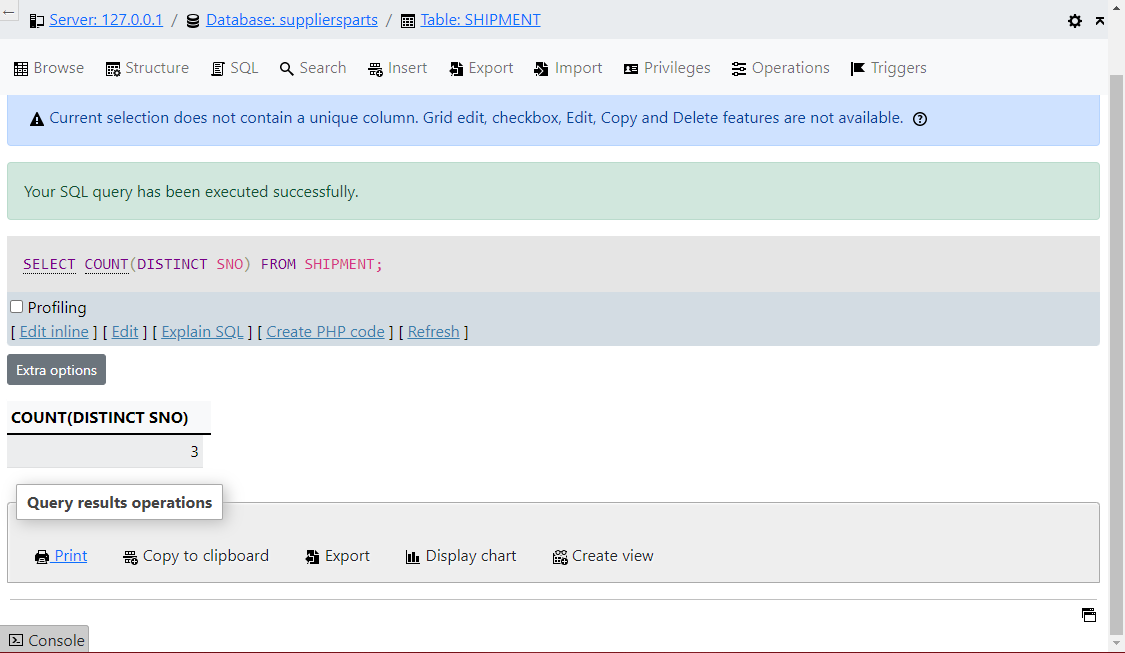 Server: 127.0.0.1 / Database: suppliersparts / Table: SHIPMENT
Browse Structure SQL Search Insert Export Import Privileges Operations Triggers
Current selection does not contain a unique column. Grid edit, checkbox, Edit, Copy and Delete features are not available.
Your SQL query has been executed successfully.
SELECT COUNT(DISTINCT SNO) FROM SHIPMENT;
Profiling
[ Edit inline ] [ Edit ] [ Explain SQL ] [ Create PHP code ] [ Refresh ]
Extra options
COUNT(DISTINCT SNO)
3
Query results operations
Print Copy to clipboard Export Display chart Create view
Console